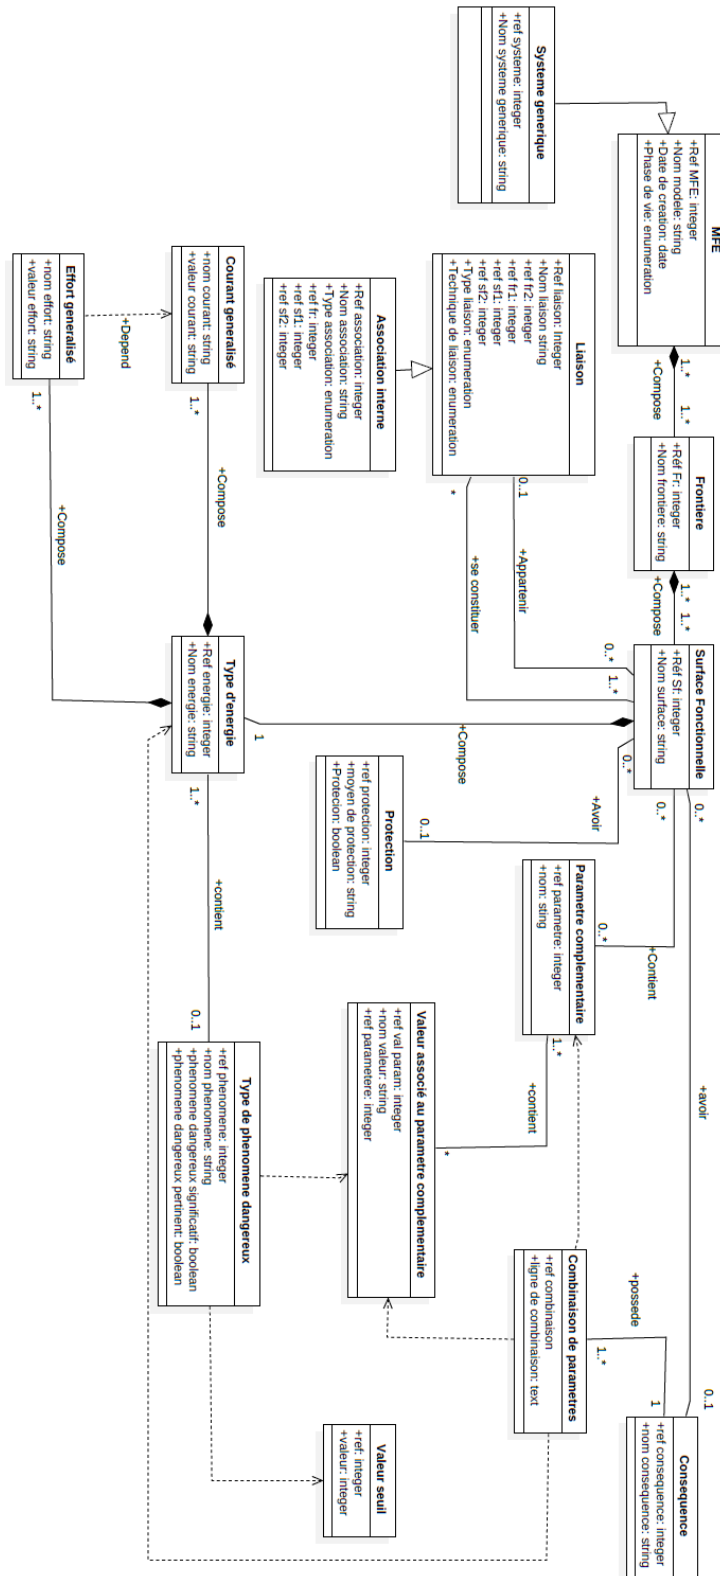 Systeme generique
+ref systeme: integer
+Nom systeme generique: string
MFE
+Ref MFE: integer
+Nom modele: string
+Date de creation: date
+Phase de vie: enumeration
1..*
1..*
+Compose
Frontiere
+Réf Fr: integer
+Nom frontiere: string
1..*
1..*
+Compose
Surface Fonctionnelle
+Réf Sf: integer
+Nom surface: string
Liaison
+Ref liaison: Integer
+Nom liaison string
+ref fr2: ineteger
+ref fr1: integer
+ref sf1: integer
+ref sf2: integer
+Type liaison: enumeration
+Technique de liaison: enumeration
0..1
+Appartenir
0..*
*
+se constituer
1..*
Association interne
+Ref association: integer
+Nom association: string
+Type association: enumeration
+ref fr: integer
+ref sf1: integer
+ref sf2: integer
Courant generalisé
+nom courant: string
+valeur courant: string
1..*
+Compose
+Depend
Effort generalisé
+nom effort: string
+valeur effort: string
1..*
+Compose
Type d'energie
+Ref energie: integer
+Nom energie: string
1
+Compose
1..*
+contient
0..1
Protection
+ref protection: integer
+moyen de protection: string
+Protecion: boolean
0..1
+Avoir
0..*
Parametre complementaire
+ref parametre: integer
+nom: sting
0..*
+Contient
0..*
0..*
+avoir
0..1
1..*
+contient
*
Valeur associé au parametre complementaire
+ref val param: integer
+nom valeur: string
+ref parametere: integer
Type de phenomene dangereux
+ref phenomene: integer
+nom phenomene: string
+phenomene dangereux significatif: boolean
+phenomene dangereux pertinent: boolean
Combinaison de parametres
+ref combinaison
+ligne de combinaison: text
+possede
1..*
1
Consequence
+ref consequence: integer
+nom consequence: string
Valeur seuil
+ref: integer
+valeur: integer